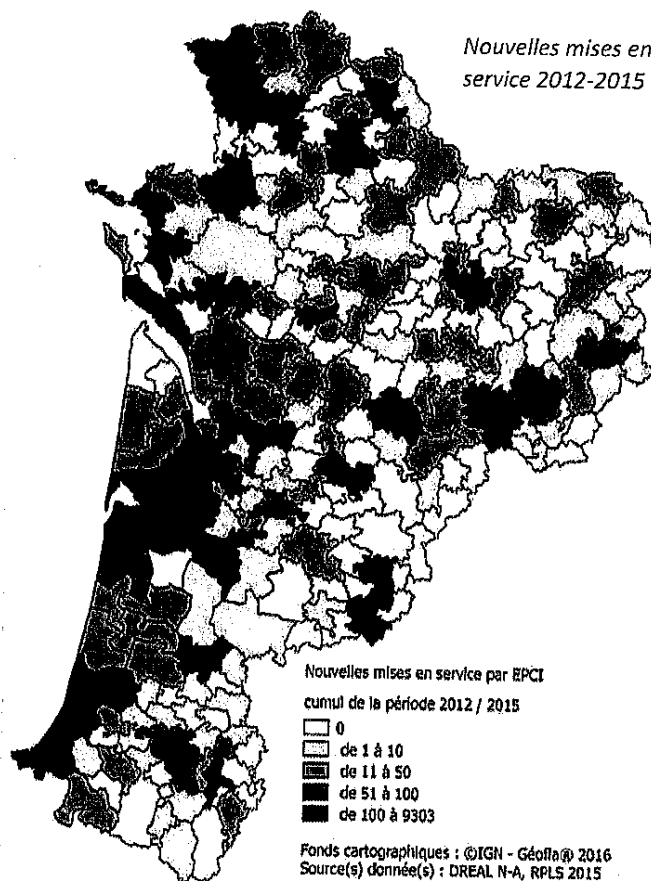 Nouvelles mises en
service 2012-2015
Nouvelles mises en service par EPCI
cumul de la période 2012 / 2015
0
de 1 à 10
de 11 à 50
de 51 à 100
de 100 à 9303
Fonds cartographiques : ©IGN - Géofla® 2016
Source(s) donnée(s) : DREAL N-A, RPLS 2015